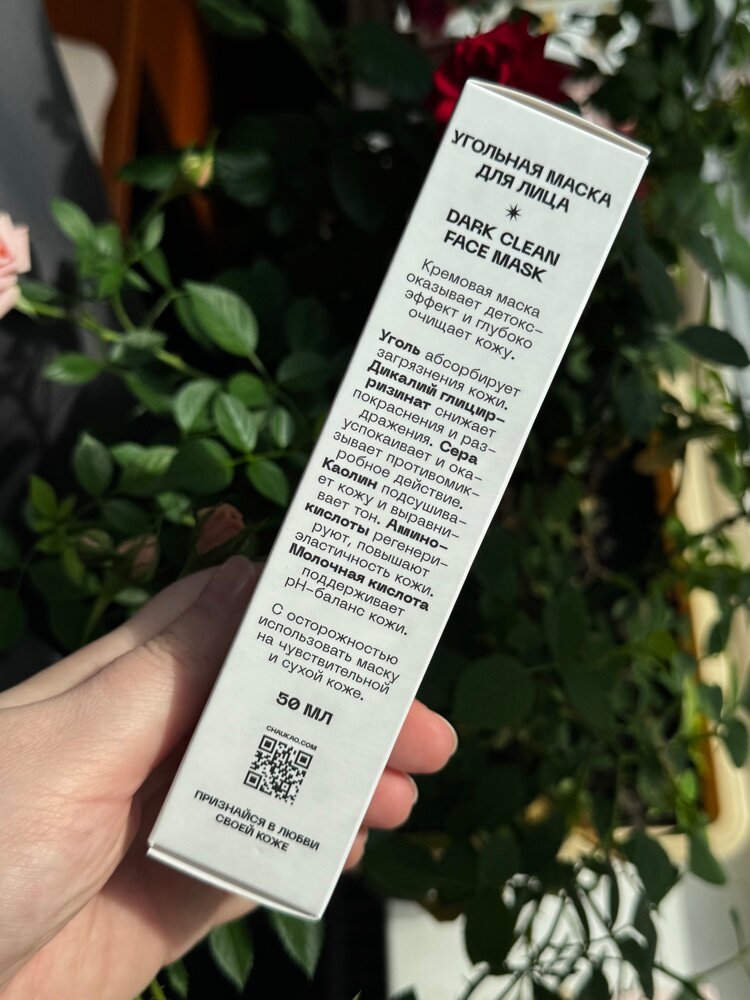 УГОЛЬНАЯ МАСКА
ДЛЯ ЛИЦА
DARK CLEAN
FACE MASK
Кремовая маска
оказывает детокс–
эффект и глубоко
очищает кожу.
Уголь абсорбирует
загрязнения кожи.
Дикалий глицир–
ризинат снижает
покраснения и раз–
дражения. Сера
успокаивает и ока–
зывает противомик–
робное действие.
Каолин подсушива–
ет кожу и выравни–
вает тон. Амино–
кислоты регенери–
руют, повышают
эластичность кожи.
Молочная кислота
поддерживает
pH–баланс кожи.
С осторожностью
использовать маску
на чувствительной
и сухой коже.
50 МЛ
CHAUKAO.COM
ПРИЗНАЙСЯ В ЛЮБВИ
СВОЕЙ КОЖЕ